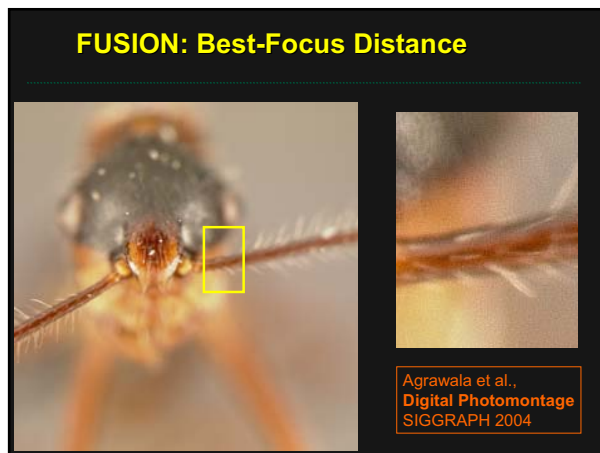 FUSION: Best-Focus Distance
Agrawala et al.,
Digital Photomontage
SIGGRAPH 2004